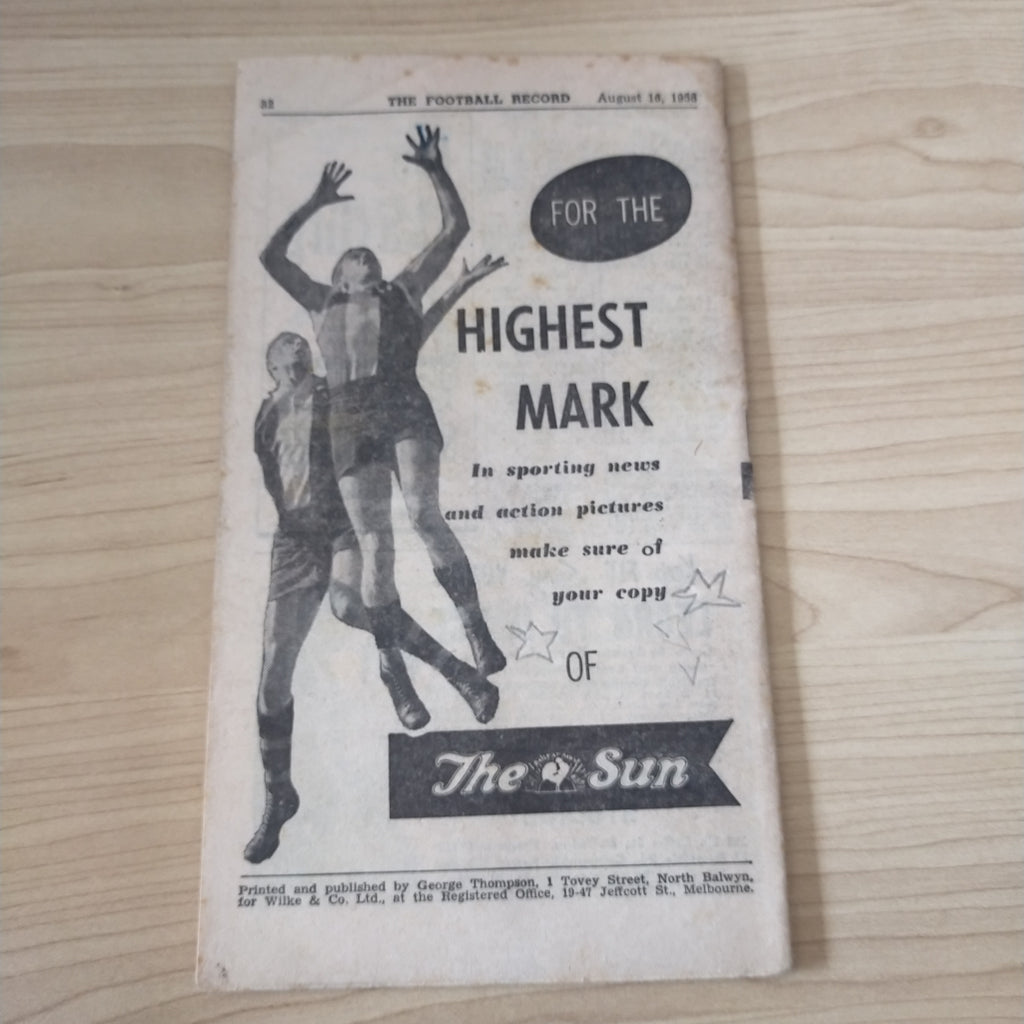 32 THE FOOTBALL RECORD August 16, 1958
FOR THE
HIGHEST
MARK
In sporting news
and action pictures
make sure of
your copy
OF
The Sun
Printed and published by George Thompson, 1 Tovey Street, North Balwyn,
for Wilke & Co. Ltd., at the Registered Office, 19-47 Jeffcott St., Melbourne.